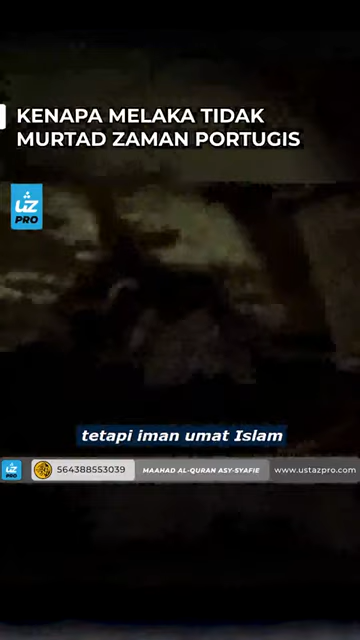 KENAPA MELAKA TIDAK
MURTAD ZAMAN PORTUGIS
UZ
PRO
tetapi iman umat Islam
UZ
PRO
564388553039
MAAHAD AL-QURAN ASY-SYAFIE
www.ustazpro.com